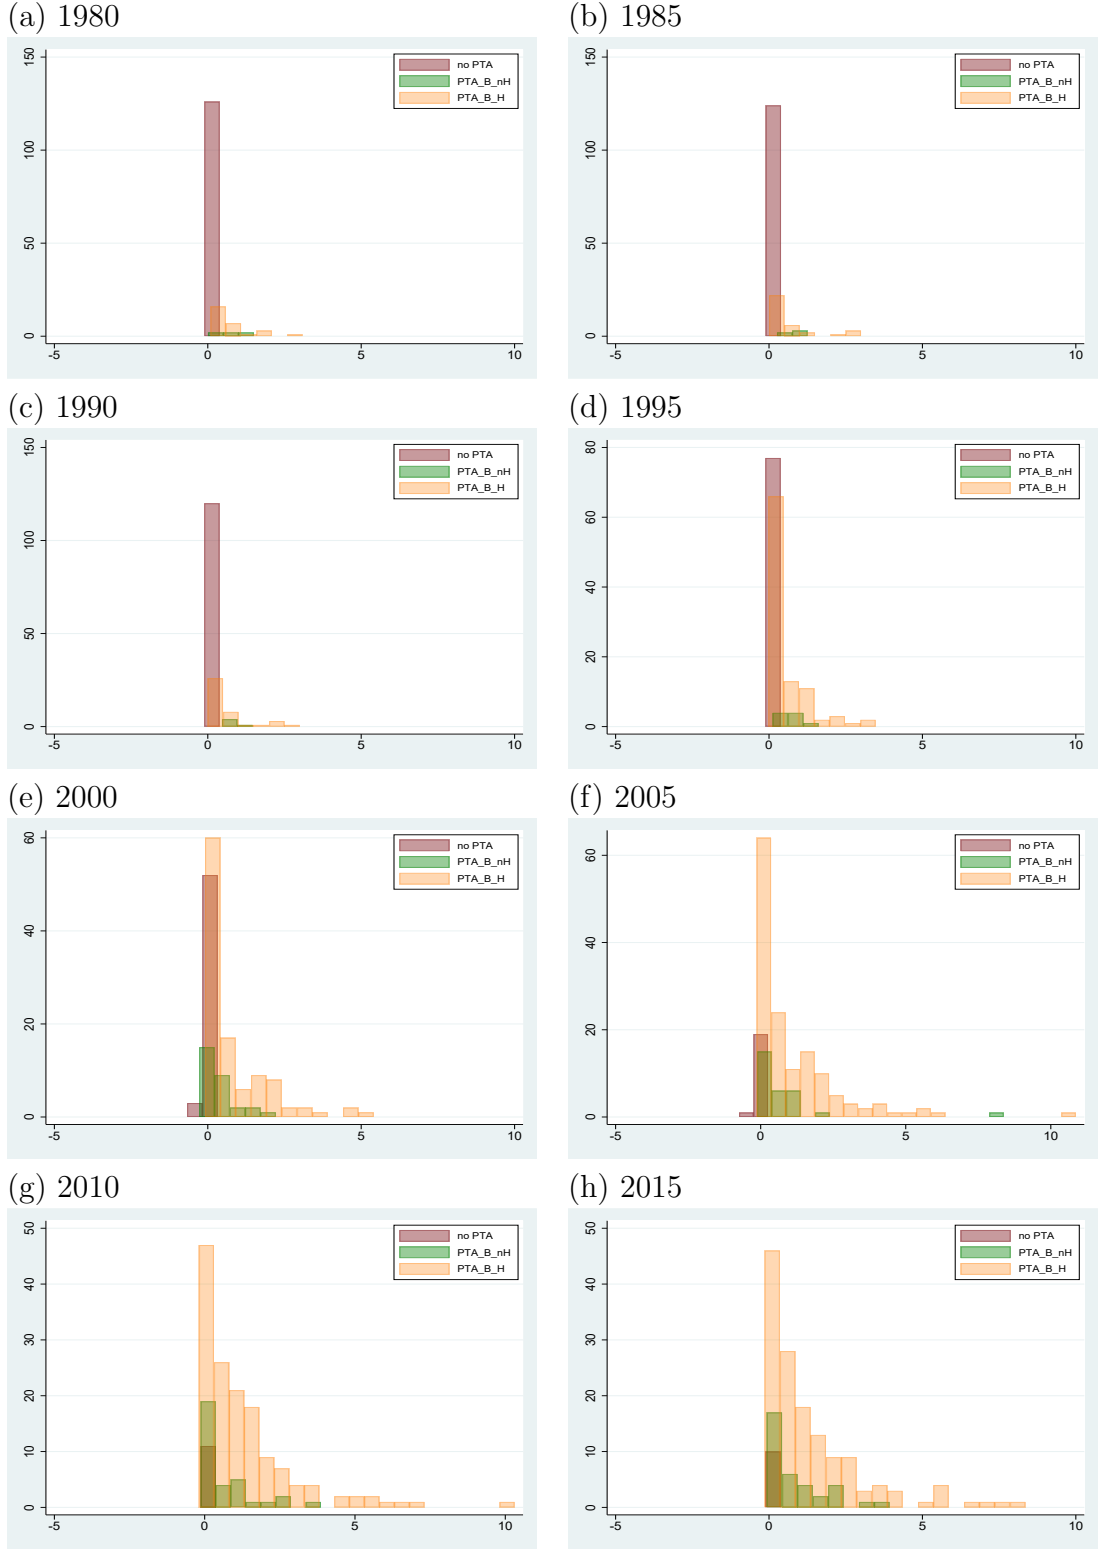 (a) 1980
(b) 1985
150
100
50
0
-5 0 5 10
no PTA
PTA_B_nH
PTA_B_H
150
100
50
0
-5 0 5 10
no PTA
PTA_B_nH
PTA_B_H
(c) 1990
(d) 1995
150
100
50
0
-5 0 5 10
no PTA
PTA_B_nH
PTA_B_H
80
60
40
20
0
-5 0 5 10
no PTA
PTA_B_nH
PTA_B_H
(e) 2000
(f) 2005
60
40
20
0
-5 0 5 10
no PTA
PTA_B_nH
PTA_B_H
60
40
20
0
-5 0 5 10
no PTA
PTA_B_nH
PTA_B_H
(g) 2010
(h) 2015
50
40
30
20
10
0
-5 0 5 10
no PTA
PTA_B_nH
PTA_B_H
50
40
30
20
10
0
-5 0 5 10
no PTA
PTA_B_nH
PTA_B_H